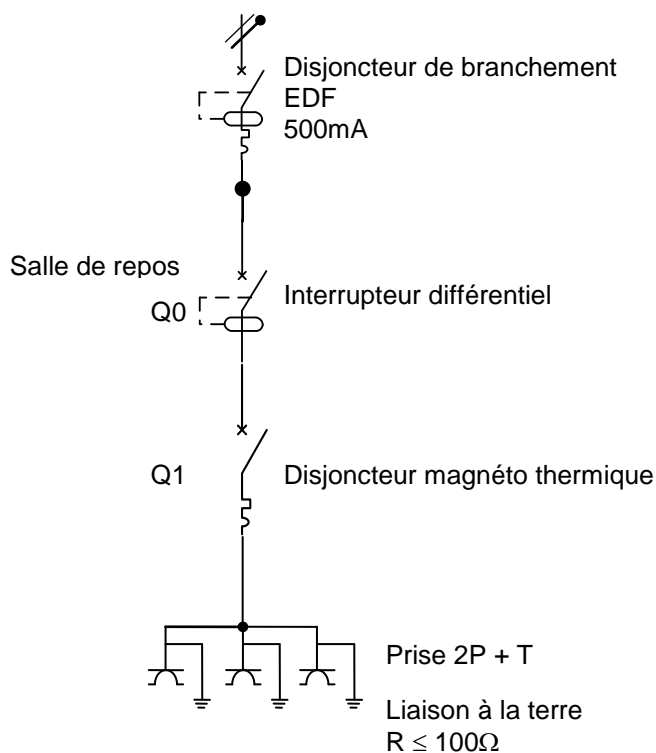 Disjoncteur de branchement
EDF
500mA
Salle de repos
Q0
Interrupteur différentiel
Q1
Disjoncteur magnéto thermique
Prise 2P + T
Liaison à la terre
R ≤ 100Ω